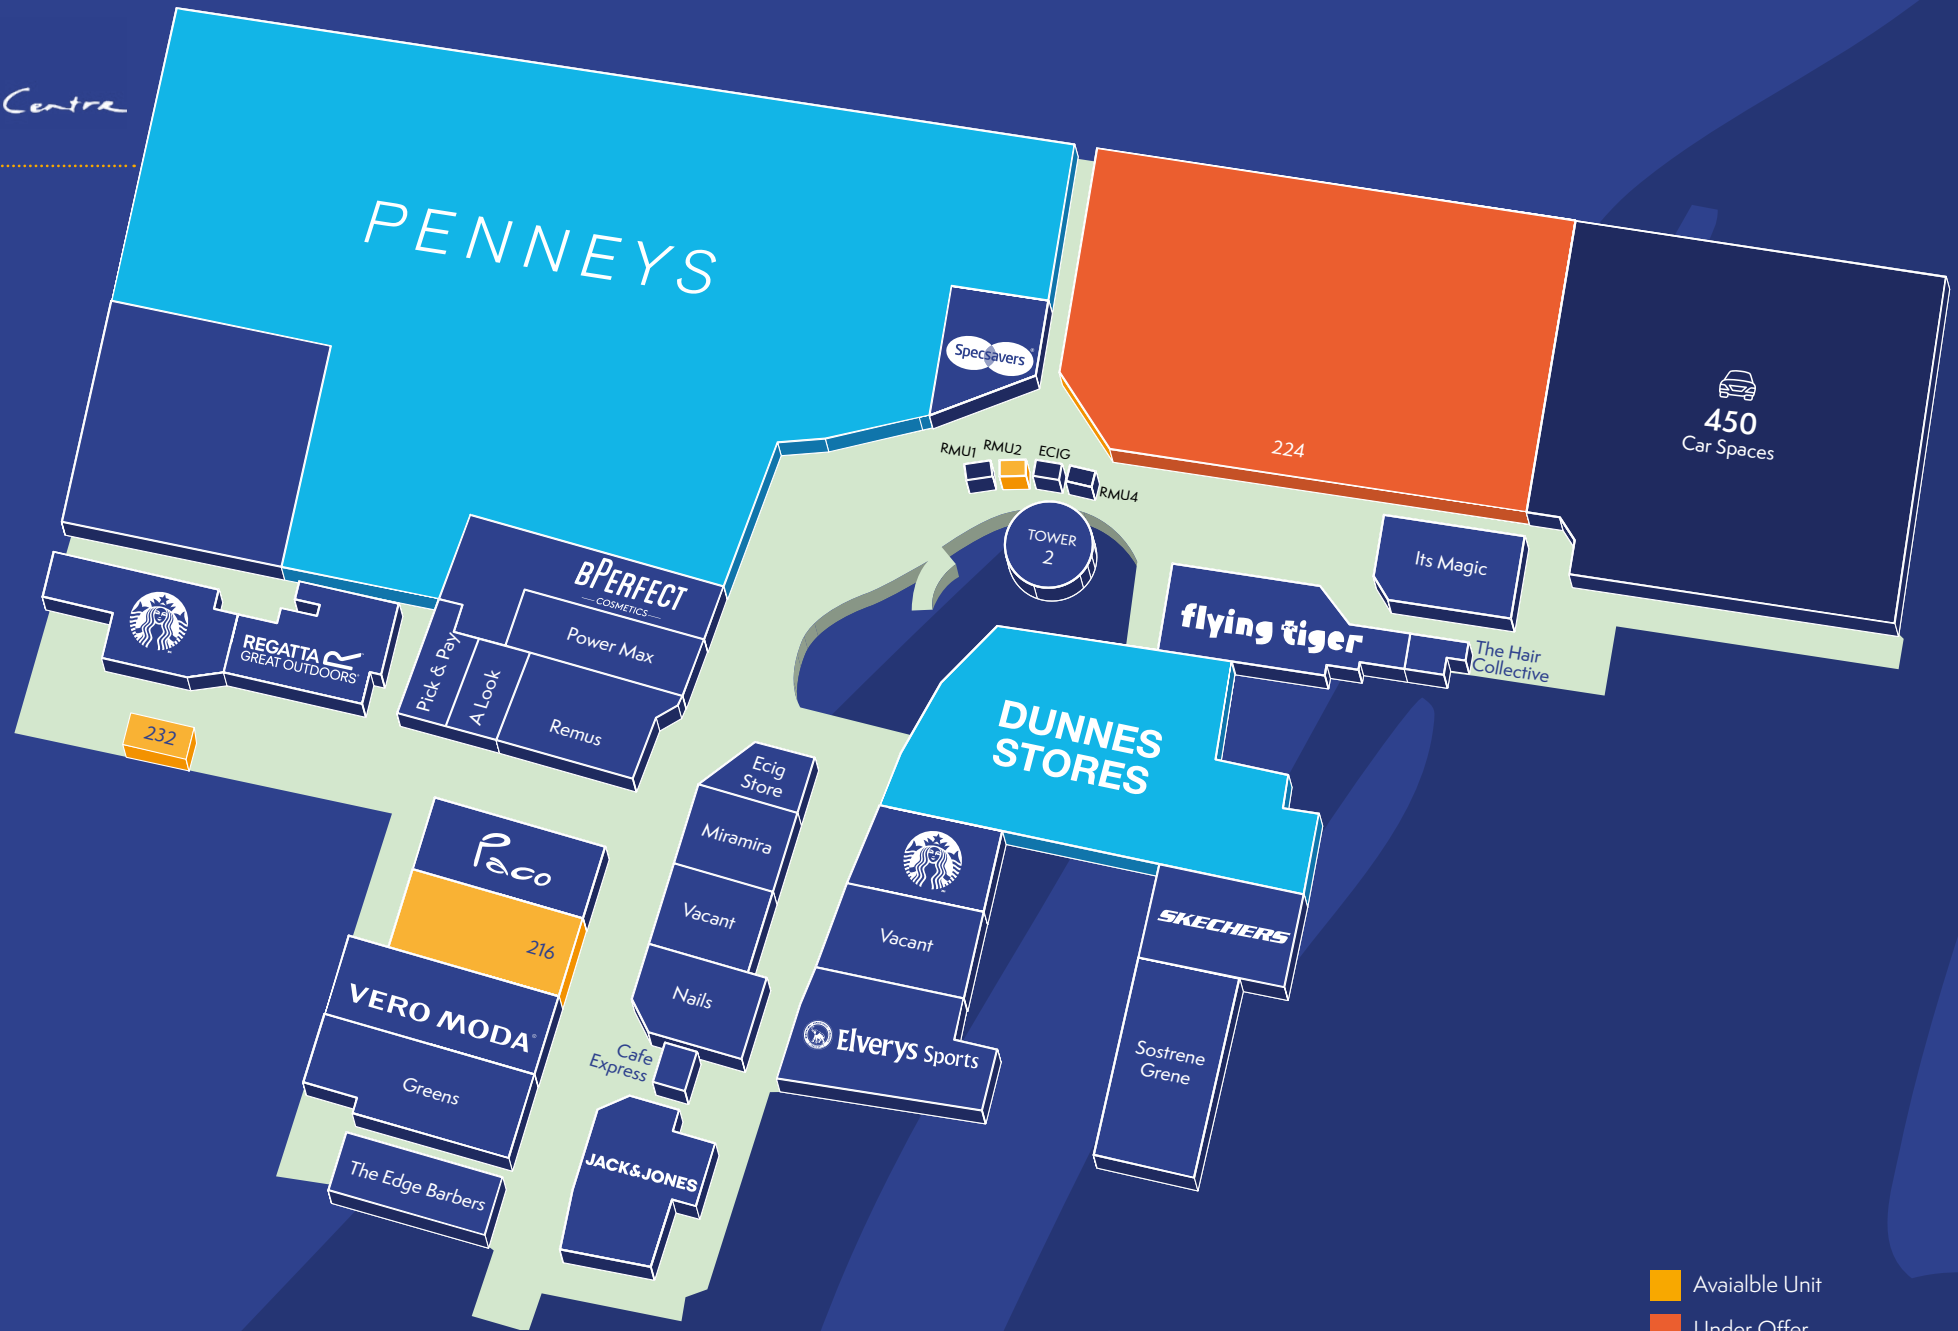 Centre
PENNEYS
Specsavers
224
450
Car Spaces
RMU1
RMU2
ECIG
RMU4
TOWER
2
Its Magic
flying tiger
The Hair
Collective
BPERFECT
COSMETICS
Power Max
Pick & Pay
A Look
Remus
REGATTA
GREAT OUTDOORS
232
DUNNES
STORES
Ecig
Store
Miramira
Vacant
Nails
Cafe
Express
Paco
216
VERO MODA
Greens
The Edge Barbers
JACK&JONES
Vacant
Elverys Sports
SKECHERS
Sostrene
Grene
Avaialble Unit
Under Offer